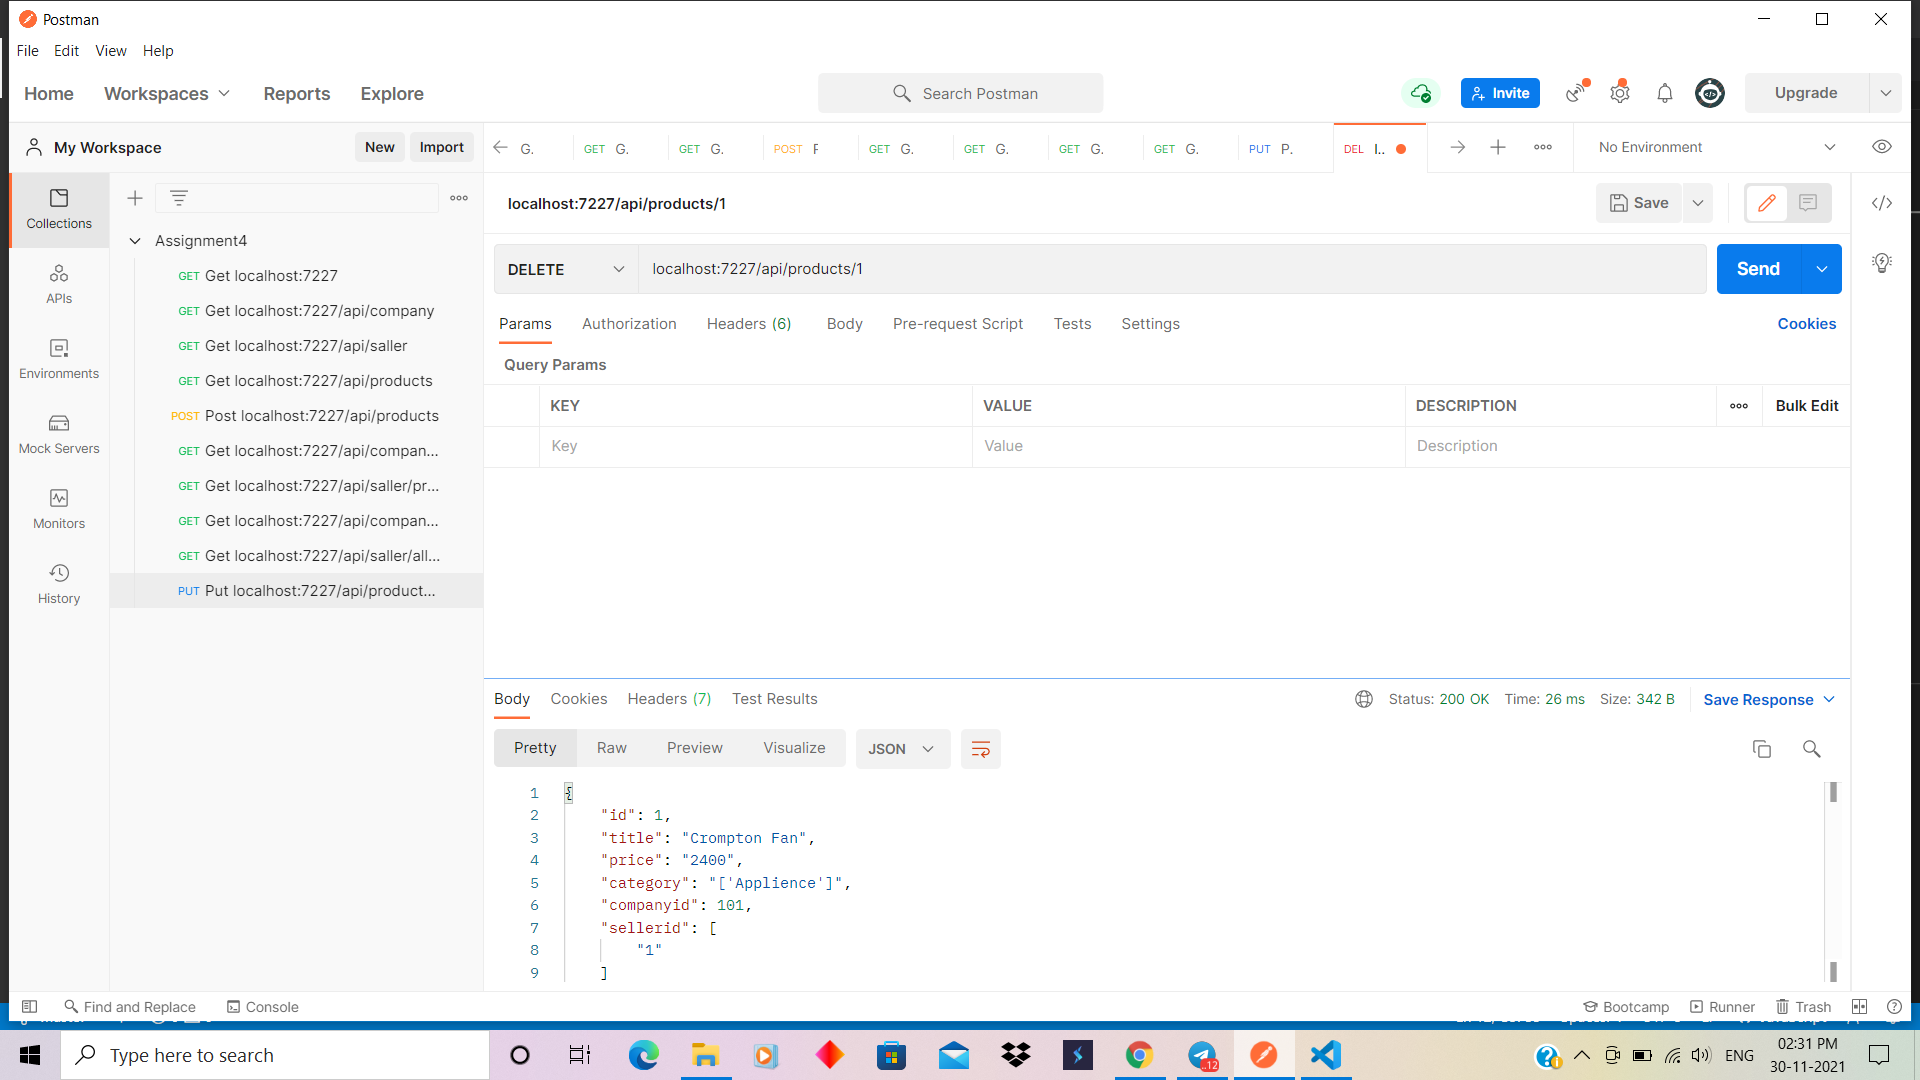 Postman
File Edit View Help
Home Workspaces Reports Explore Search Postman Invite Upgrade
My Workspace New Import G. GET G. GET G. POST F GET G. GET G. GET G. GET G. PUT P. DEL I.. No Environment
localhost:7227/api/products/1 Save
Collections
Assignment4
DELETE localhost:7227/api/products/1 Send
GET Get localhost:7227
APIs
GET Get localhost:7227/api/company
Params Authorization Headers (6) Body Pre-request Script Tests Settings Cookies
GET Get localhost:7227/api/saller
Query Params
Environments
GET Get localhost:7227/api/products
KEY VALUE DESCRIPTION Bulk Edit
POST Post localhost:7227/api/products
Mock Servers
Key Value Description
GET Get localhost:7227/api/compan...
GET Get localhost:7227/api/saller/pr...
Monitors
GET Get localhost:7227/api/compan...
GET Get localhost:7227/api/saller/all...
History
PUT Put localhost:7227/api/product...
Body Cookies Headers (7) Test Results Status: 200 OK Time: 26 ms Size: 342 B Save Response
Pretty Raw Preview Visualize JSON
1 {
2 "id": 1,
3 "title": "Crompton Fan",
4 "price": "2400",
5 "category": "['Applience']",
6 "companyid": 101,
7 "sellerid": [
8 "1"
9 ]
Find and Replace Console Bootcamp Runner Trash
Type here to search ..12 ENG 02:31 PM
30-11-2021